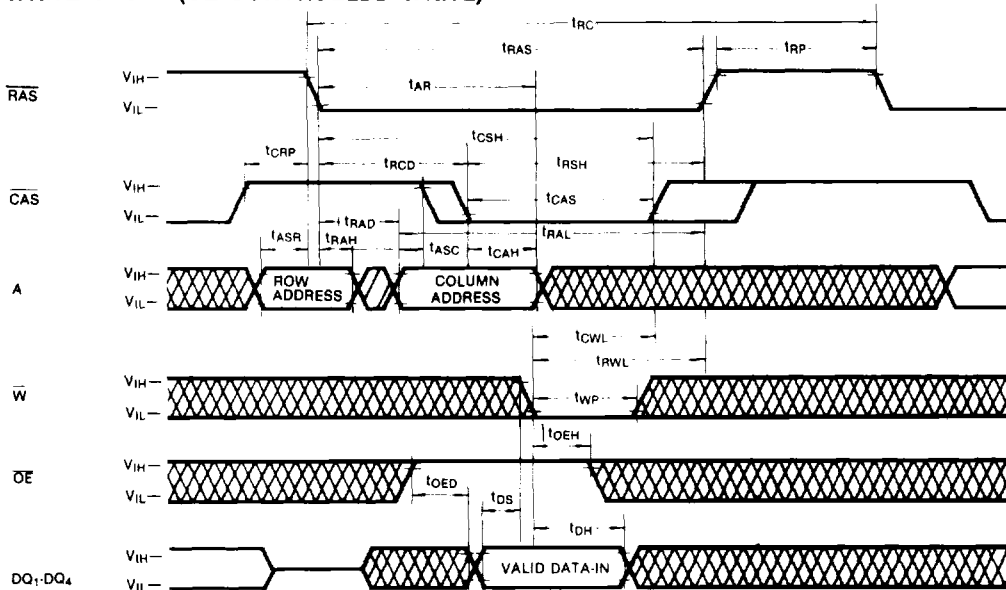 tRC
tRAS
tRP
RAS
VIH—
VIL—
tAR
tCSH
tCRP
tRCD
tRSH
CAS
VIH—
VIL—
tCAS
tRAD
tRAL
tASR
tRAH
tASC
tCAH
A
VIH—
VIL—
ROW
ADDRESS
COLUMN
ADDRESS
tCWL
tRWL
W
VIH—
VIL—
tWP
tOEH
OE
VIH—
VIL—
tOED
tDS
tDH
DQ1-DQ4
VIH—
VIL—
VALID DATA-IN